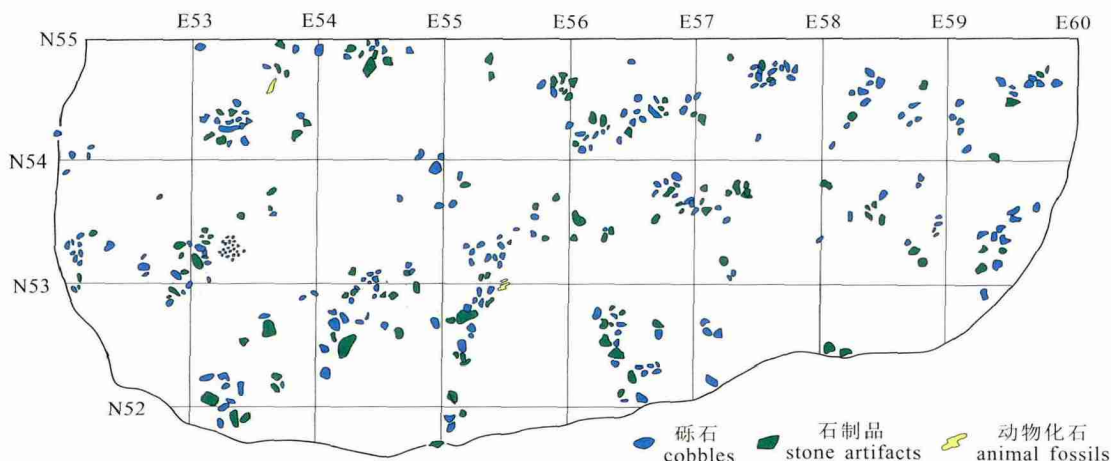 E53 E54 E55 E56 E57 E58 E59 E60
N55
N54
N53
N52
砾石 石制品 动物化石
cobbles stone artifacts animal fossils